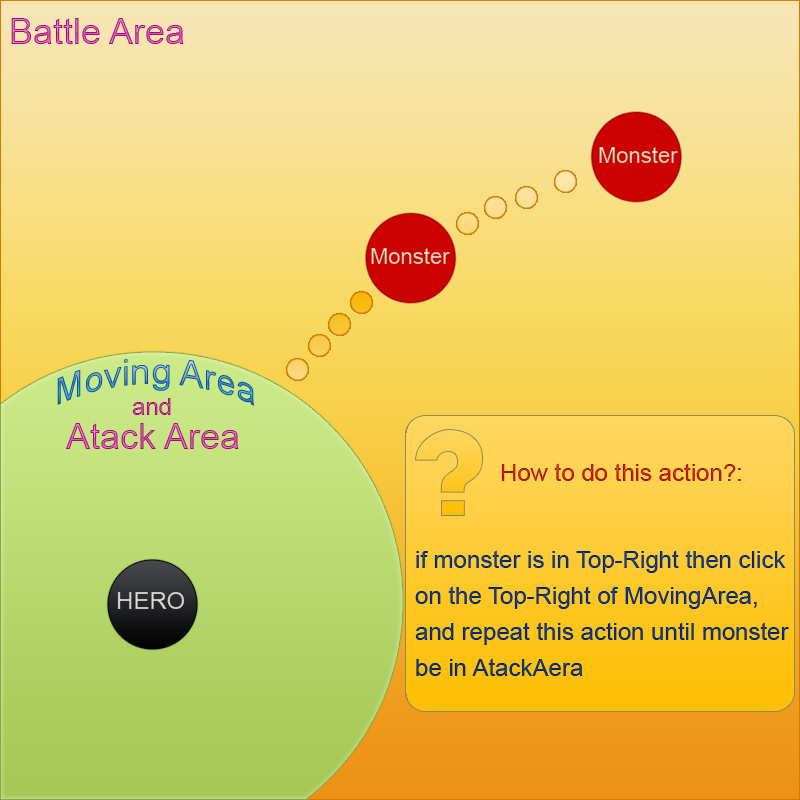 Battle Area
Monster
Monster
Moving Area
and
Atack Area
?
How to do this action?:
if monster is in Top-Right then click
on the Top-Right of MovingArea,
and repeat this action until monster
be in AtackAera
HERO